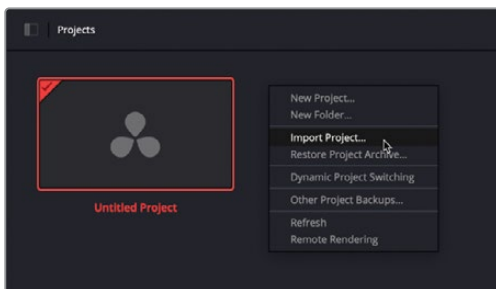 Projects
New Project...
New Folder...
Import Project...
Restore Project Archive...
Dynamic Project Switching
Other Project Backups...
Refresh
Remote Rendering
Untitled Project